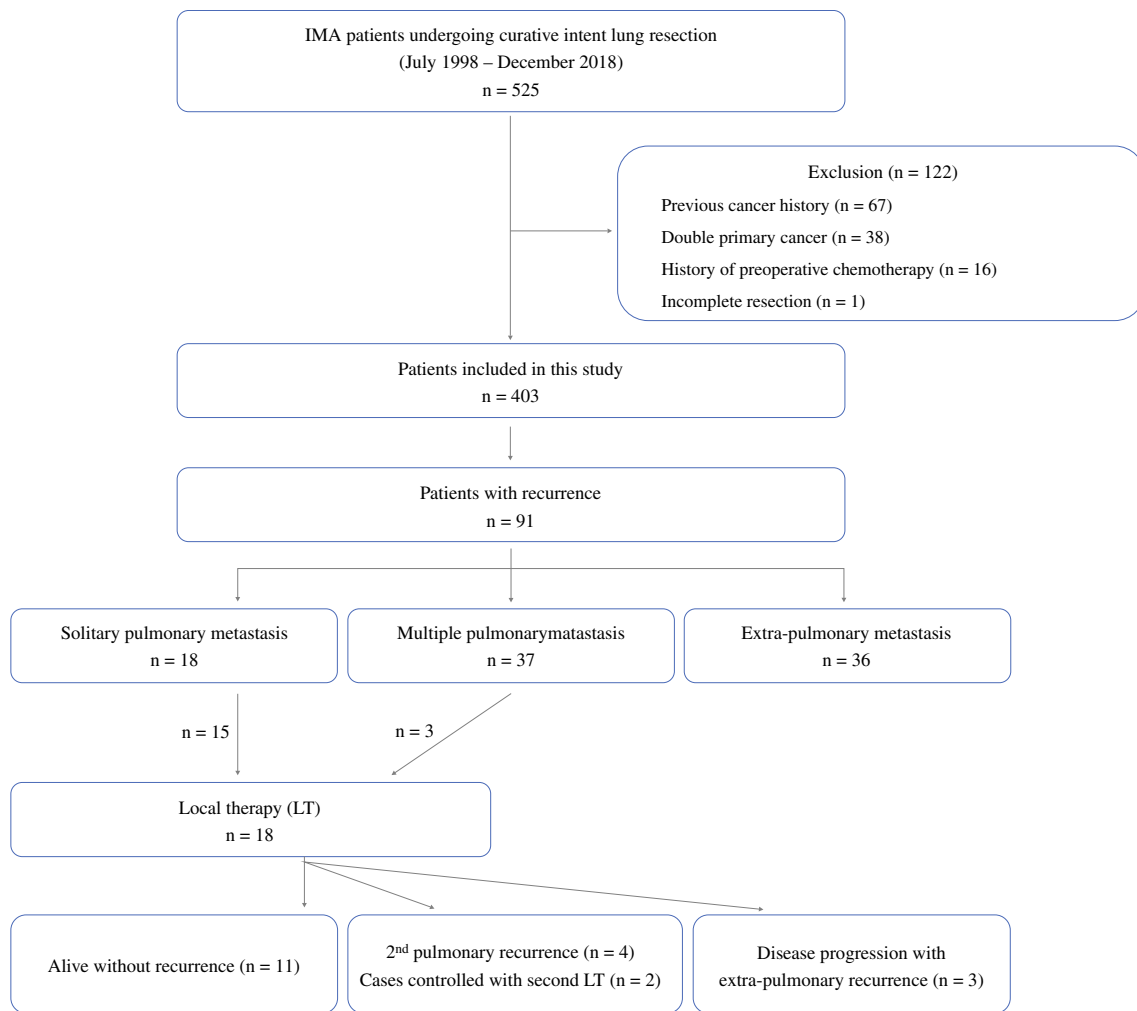 IMA patients undergoing curative intent lung resection
(July 1998 – December 2018)
n = 525
Exclusion (n = 122)
Previous cancer history (n = 67)
Double primary cancer (n = 38)
History of preoperative chemotherapy (n = 16)
Incomplete resection (n = 1)
Patients included in this study
n = 403
Patients with recurrence
n = 91
Solitary pulmonary metastasis
n = 18
Multiple pulmonarymatastasis
n = 37
Extra-pulmonary metastasis
n = 36
n = 15
n = 3
Local therapy (LT)
n = 18
Alive without recurrence (n = 11)
2nd pulmonary recurrence (n = 4)
Cases controlled with second LT (n = 2)
Disease progression with
extra-pulmonary recurrence (n = 3)